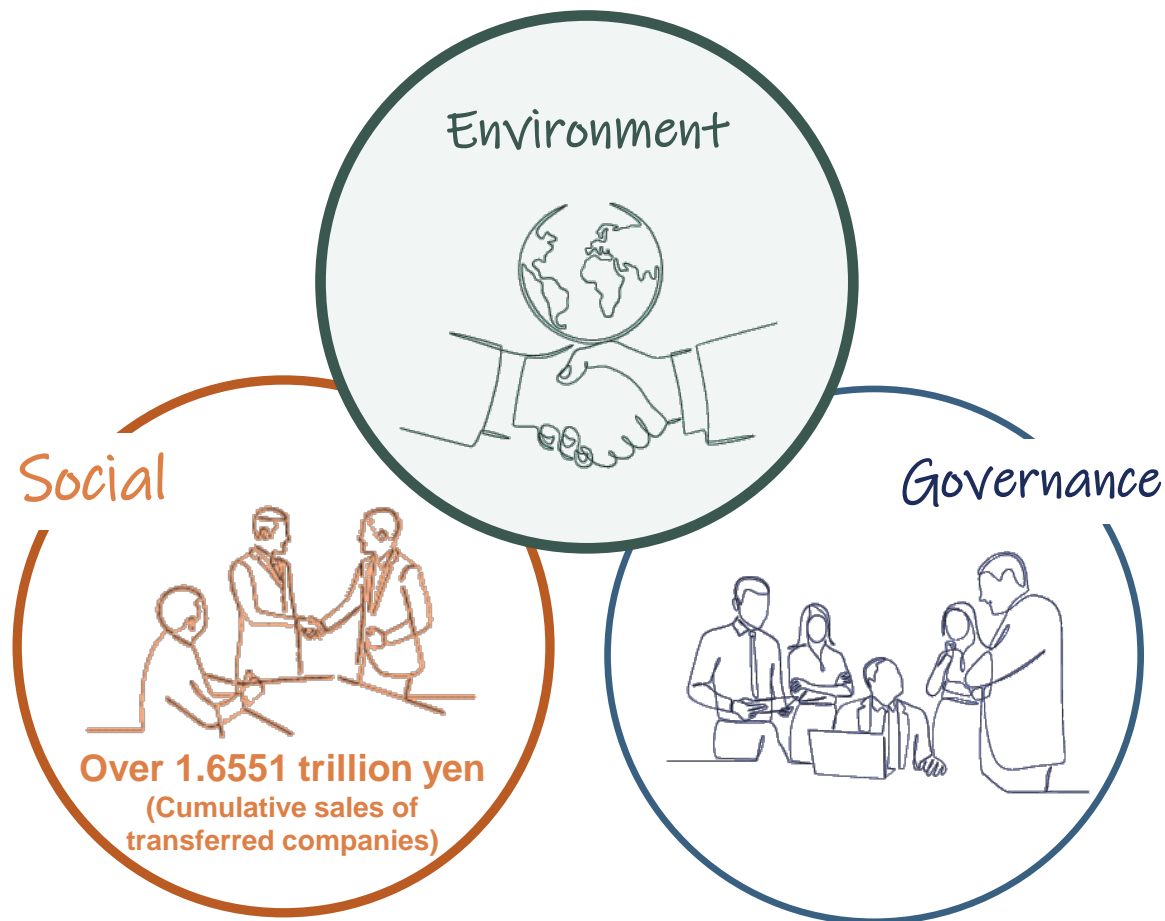 Environment
Social
Governance
Over 1.6551 trillion yen
(Cumulative sales of
transferred companies)